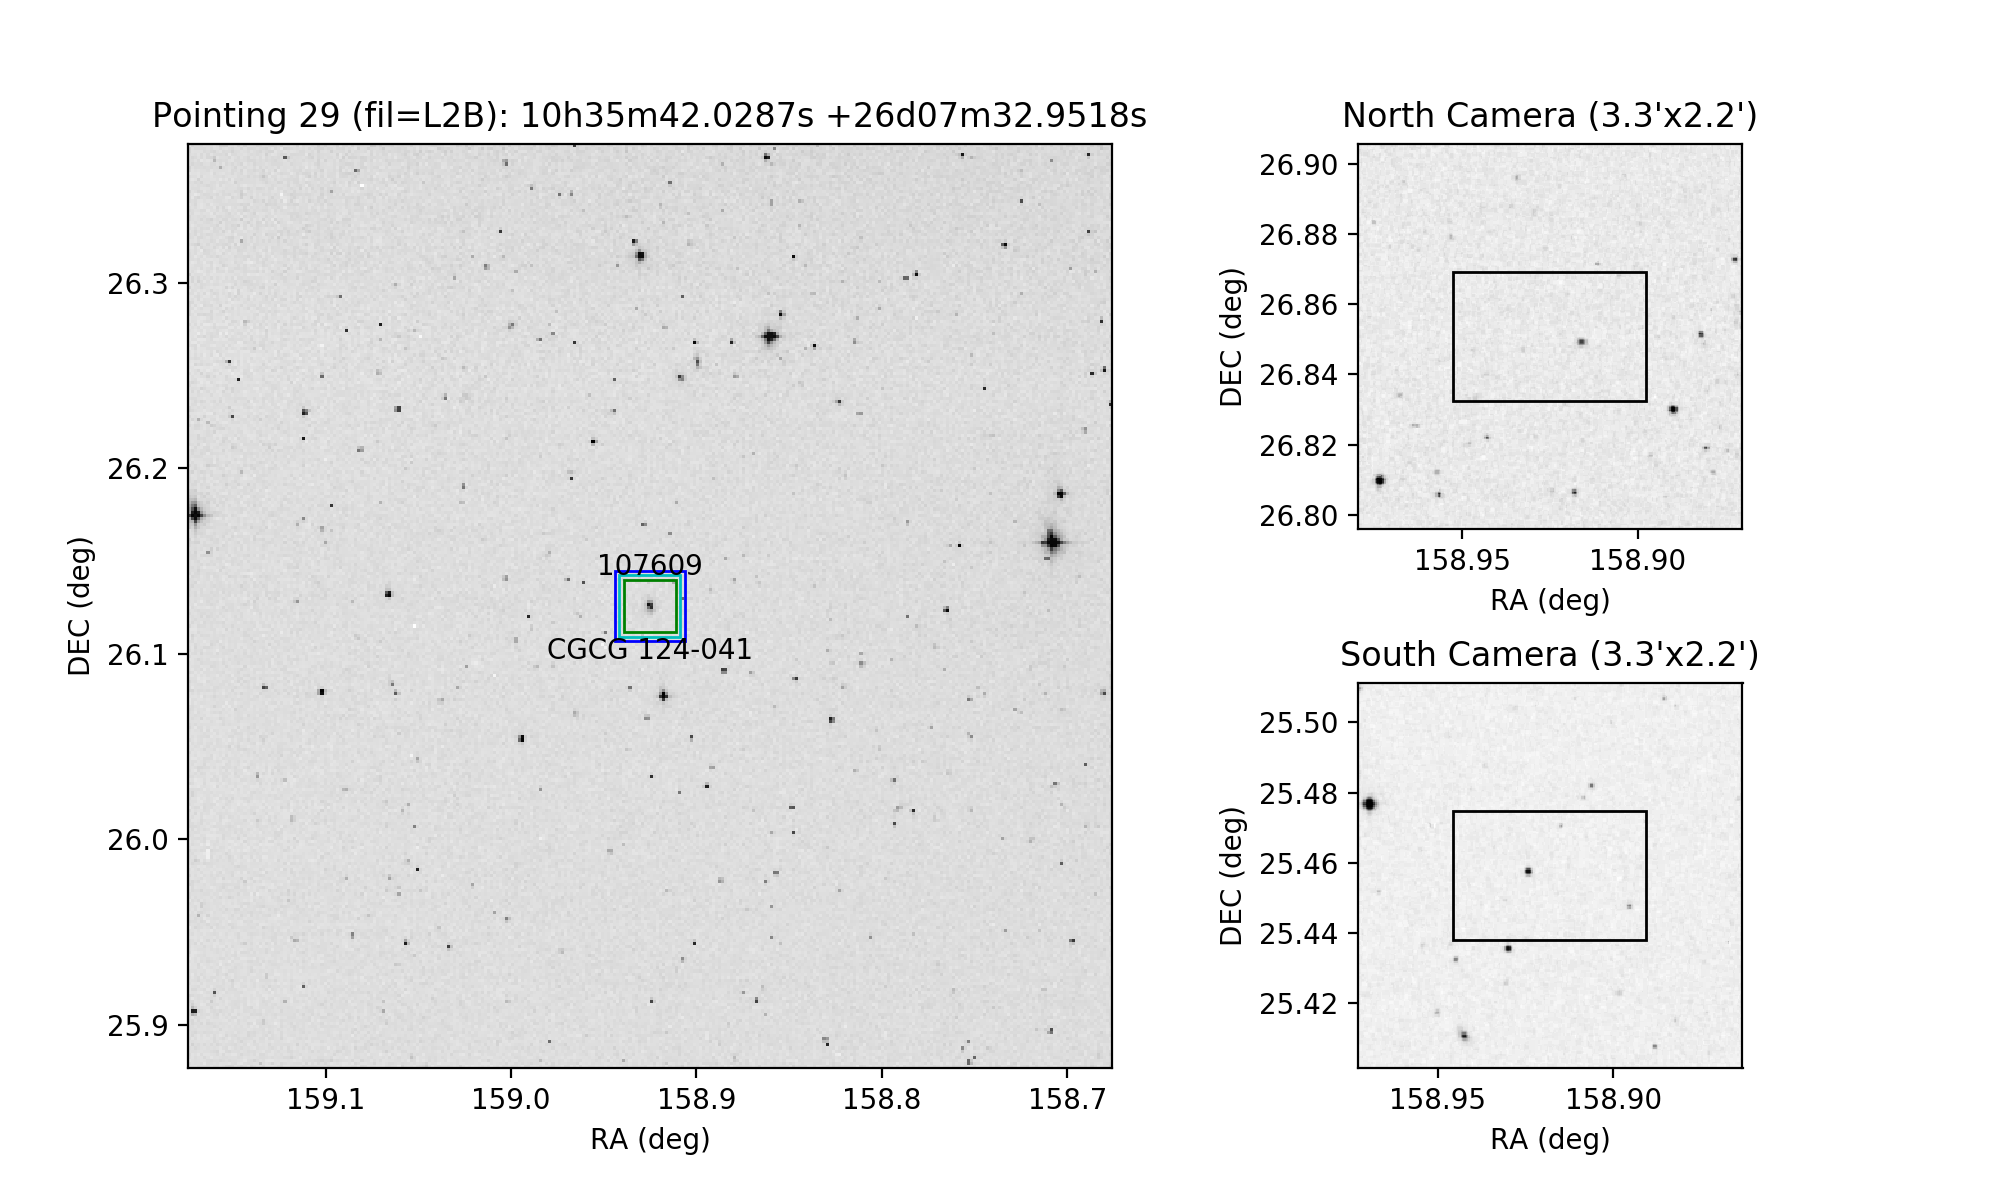 Pointing 29 (fil=L2B): 10h35m42.0287s +26d07m32.9518s
26.3
26.2
26.1
26.0
25.9
DEC (deg)
107609
CGCG 124-041
159.1 159.0 158.9 158.8 158.7
RA (deg)
North Camera (3.3'x2.2')
26.90
26.88
26.86
26.84
26.82
26.80
DEC (deg)
158.95 158.90
RA (deg)
South Camera (3.3'x2.2')
25.50
25.48
25.46
25.44
25.42
DEC (deg)
158.95 158.90
RA (deg)